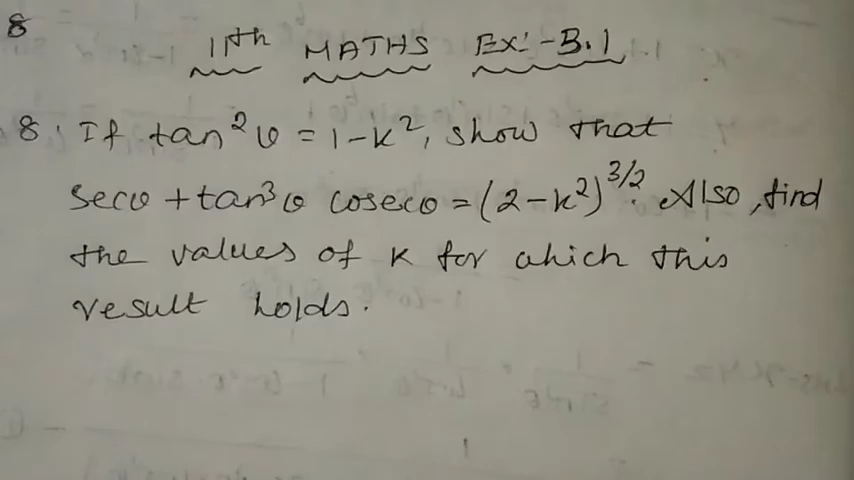 8
11th MATHS Ex:-3.1
8. If tan²θ = 1-k², show that
secθ + tan³θ cosecθ = (2-k²)^3/2. Also, find
the values of k for which this
result holds.